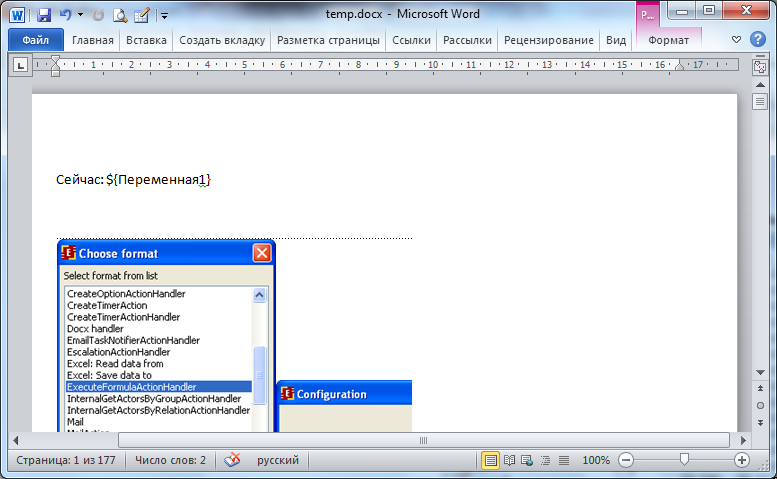 temp.docx - Microsoft Word
Р...
Файл Главная Вставка Создать вкладку Разметка страницы Ссылки Рассылки Рецензирование Вид Формат
1 2 3 4 5 6 7 8 9 10 11 12 13 14 15 16 17
Сейчас: ${Переменная1}
Choose format
Select format from list
CreateOptionActionHandler
CreateTimerAction
CreateTimerActionHandler
Docx handler
EmailTaskNotifierActionHandler
EscalationActionHandler
Excel: Read data from
Excel: Save data to
ExecuteFormulaActionHandler
InternalGetActorsByGroupActionHandler
InternalGetActorsByRelationActionHandler
Mail
MailAction
Configuration
Страница: 1 из 177 Число слов: 2 русский 100%